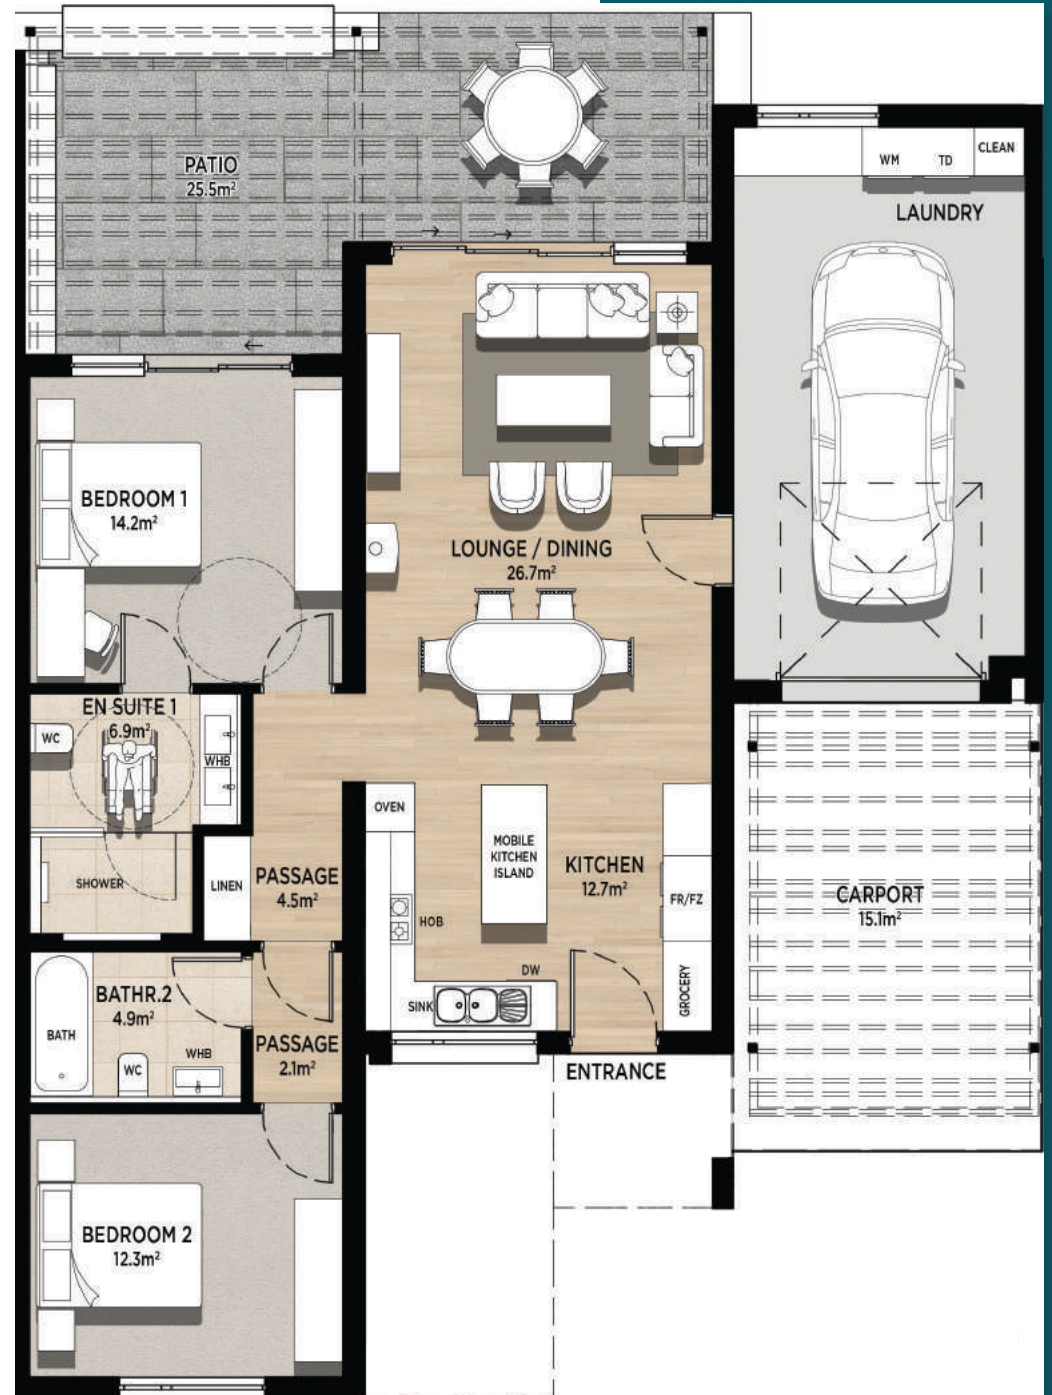 PATIO
25.5m²
WM
TD
CLEAN
LAUNDRY
BEDROOM 1
14.2m²
LOUNGE / DINING
26.7m²
EN SUITE 1
6.9m²
WC
WHB
SHOWER
LINEN
PASSAGE
4.5m²
OVEN
MOBILE
KITCHEN
ISLAND
KITCHEN
12.7m²
FR/FZ
HOB
DW
SINK
GROCERY
CARPORT
15.1m²
BATHR.2
4.9m²
BATH
WC
WHB
PASSAGE
2.1m²
ENTRANCE
BEDROOM 2
12.3m²